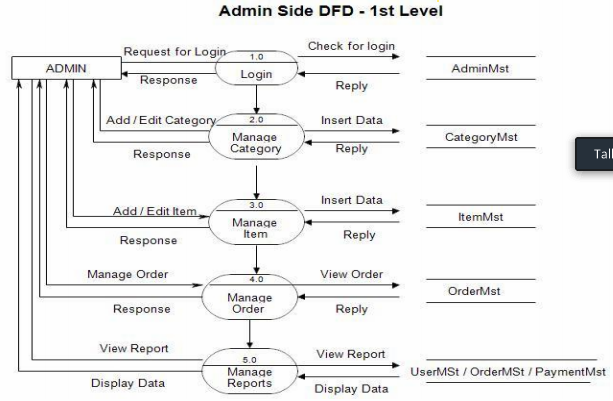 Admin Side DFD - 1st Level
ADMIN
Request for Login
Response
1.0
Login
Check for login
Reply
AdminMst
Add / Edit Category
Response
2.0
Manage
Category
Insert Data
Reply
CategoryMst
Tall
Add / Edit Item
Response
3.0
Manage
Item
Insert Data
Reply
ItemMst
Manage Order
Response
4.0
Manage
Order
View Order
Reply
OrderMst
View Report
Display Data
5.0
Manage
Reports
View Report
Display Data
UserMSt / OrderMSt / PaymentMst